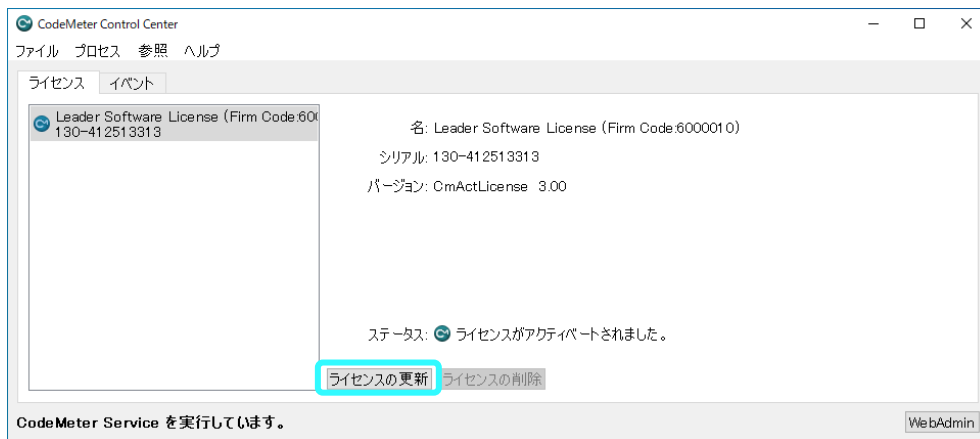 CodeMeter Control Center
ファイル プロセス 参照 ヘルプ
ライセンス イベント
Leader Software License (Firm Code:600
130-412513313
名: Leader Software License (Firm Code:6000010)
シリアル: 130-412513313
バージョン: CmActLicense 3.00
ステータス: ライセンスがアクティベートされました。
ライセンスの更新 ライセンスの削除
CodeMeter Service を実行しています。 WebAdmin